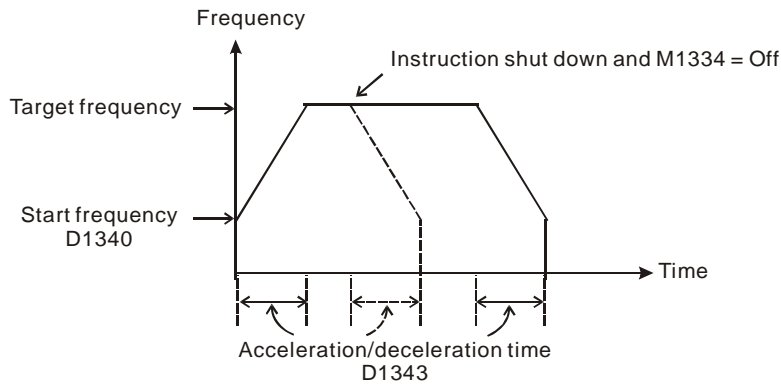 Frequency
Instruction shut down and M1334 = Off
Target frequency
Start frequency
D1340
Time
Acceleration/deceleration time
D1343